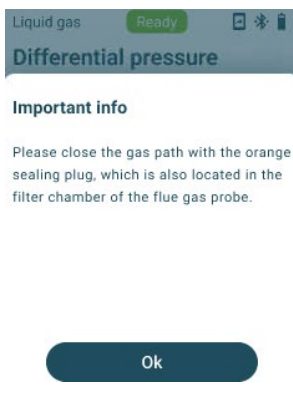 Liquid gas Ready
Differential pressure
Important info
Please close the gas path with the orange
sealing plug, which is also located in the
filter chamber of the flue gas probe.
Ok